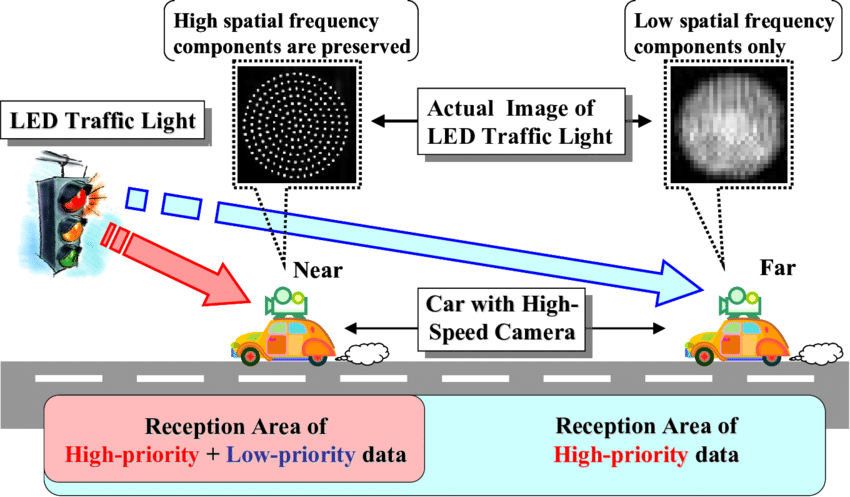 High spatial frequency
components are preserved
Low spatial frequency
components only
LED Traffic Light
Actual Image of
LED Traffic Light
Near
Far
Car with High-
Speed Camera
Reception Area of
High-priority + Low-priority data
Reception Area of
High-priority data